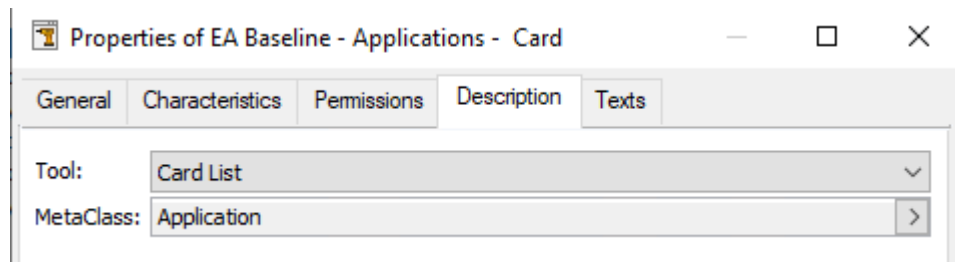 Properties of EA Baseline - Applications - Card
General Characteristics Permissions Description Texts
Tool: Card List
MetaClass: Application